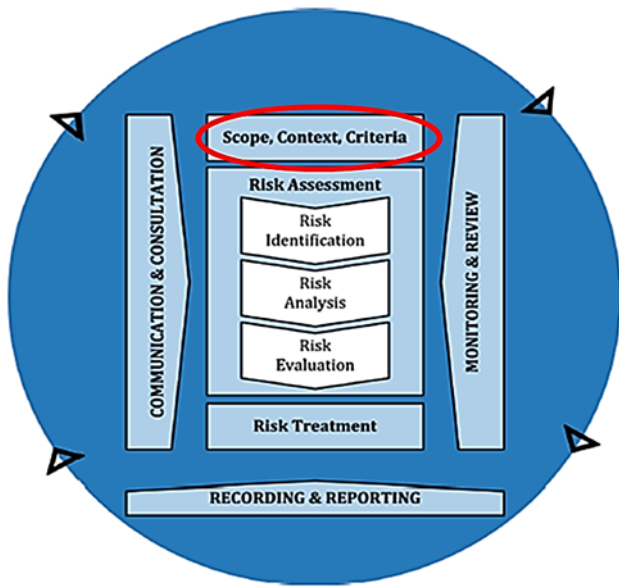 Scope, Context, Criteria
COMMUNICATION & CONSULTATION
Risk Assessment
Risk
Identification
Risk
Analysis
Risk
Evaluation
MONITORING & REVIEW
Risk Treatment
RECORDING & REPORTING